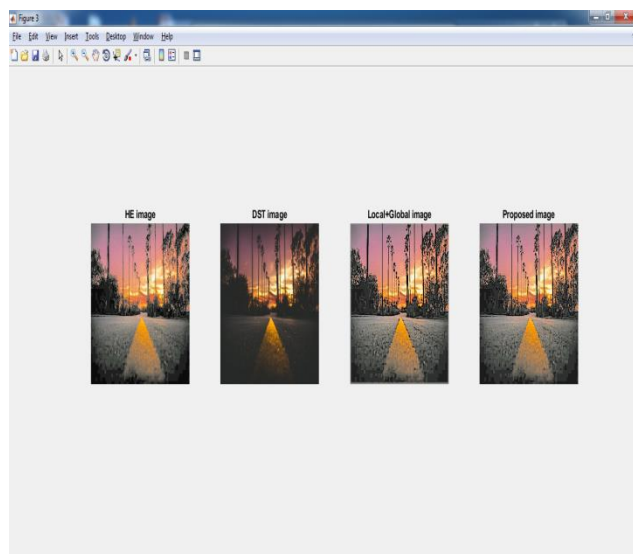 Figure 3
File Edit View Insert Tools Desktop Window Help
HE image DST image Local+Global image Proposed image